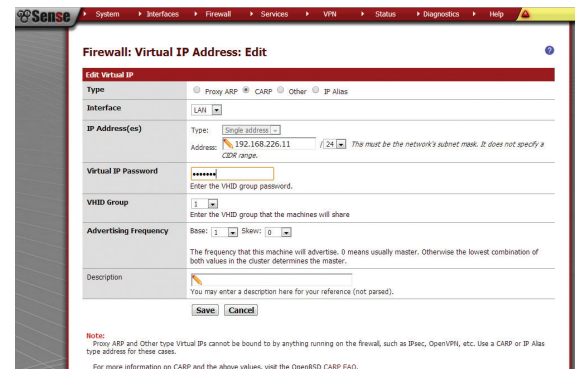 Sense
System Interfaces Firewall Services VPN Status Diagnostics Help
Firewall: Virtual IP Address: Edit
Edit Virtual IP
Type
Proxy ARP CARP Other IP Alias
Interface
LAN
IP Address(es)
Type: Single address
Address: 192.168.226.11 / 24 This must be the network's subnet mask. It does not specify a
CIDR range.
Virtual IP Password
•••••••
Enter the VHID group password.
VHID Group
1
Enter the VHID group that the machines will share
Advertising Frequency
Base: 1 Skew: 0
The frequency that this machine will advertise. 0 means usually master. Otherwise the lowest combination of
both values in the cluster determines the master.
Description
You may enter a description here for your reference (not parsed).
Save Cancel
Note:
Proxy ARP and Other type Virtual IPs cannot be bound to by anything running on the firewall, such as IPsec, OpenVPN, etc. Use a CARP or IP Alias
type address for these cases.
For more information on CARP and the above values, visit the OpenBSD CARP FAQ.